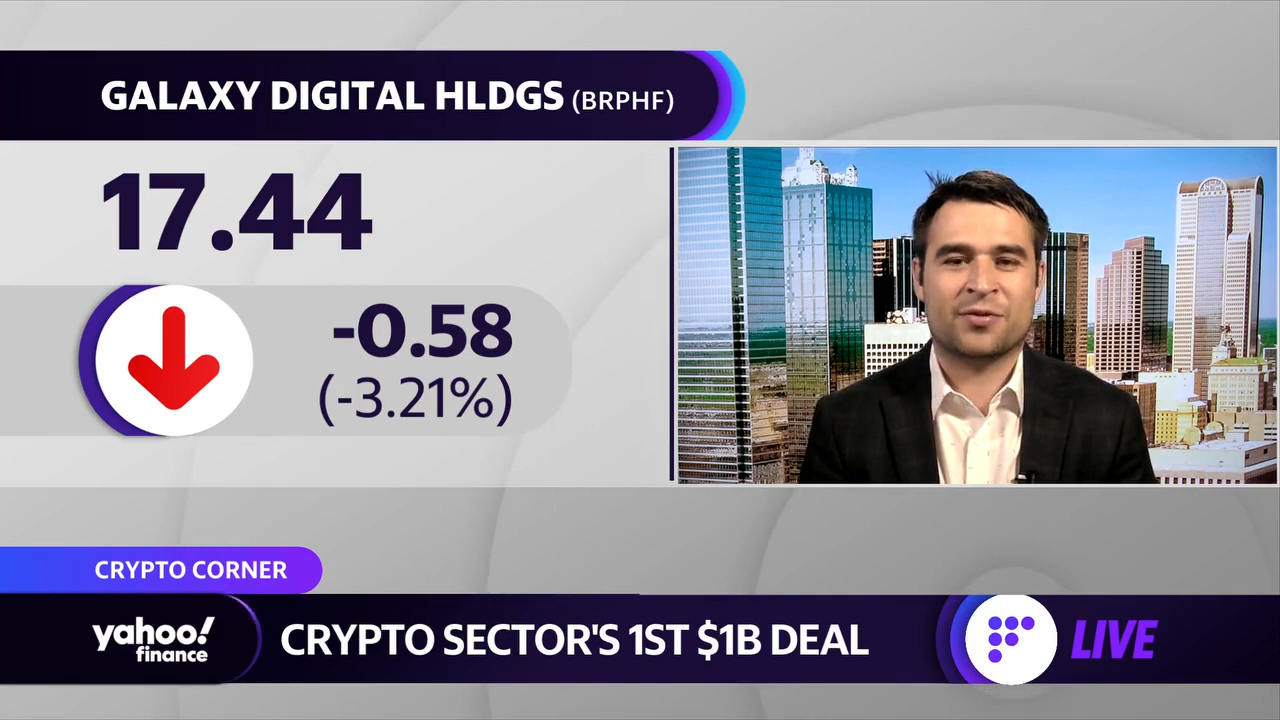 GALAXY DIGITAL HLDGS (BRPHF)
17.44
-0.58
(-3.21%)
CRYPTO CORNER
yahoo!
finance
CRYPTO SECTOR'S 1ST $1B DEAL
LIVE